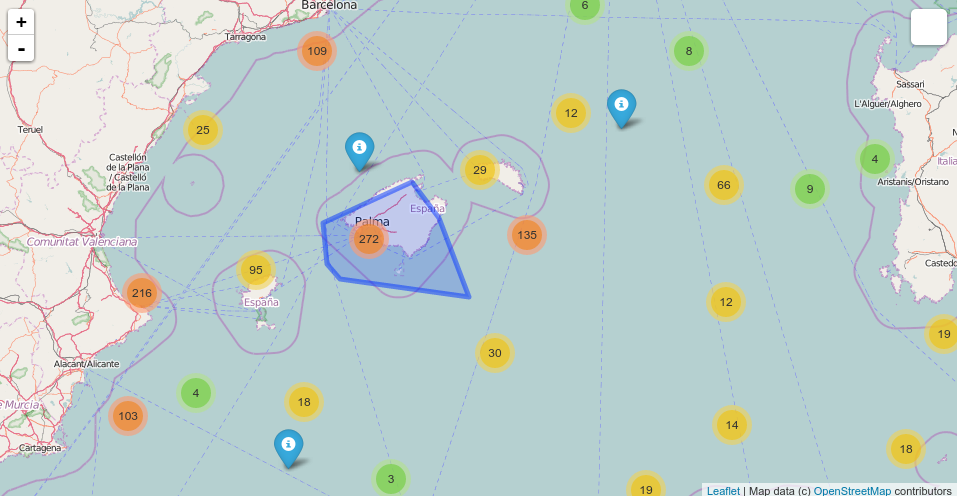 +
-
Barcelona
Tarragona
109
6
8
Sassari
L'Alguer/Alghero
Teruel
25
12
Castellón
de la Plana
/ Castelló
de la Plana
29
4
Italia
Aristanis/Oristano
66
9
España
Palma
272
135
Comunitat Valenciana
95
España
216
Castedd
12
19
30
Alacant/Alicante
4
18
e Murcia
103
14
Cartagena
18
3
19
Leaflet | Map data (c) OpenStreetMap contributors